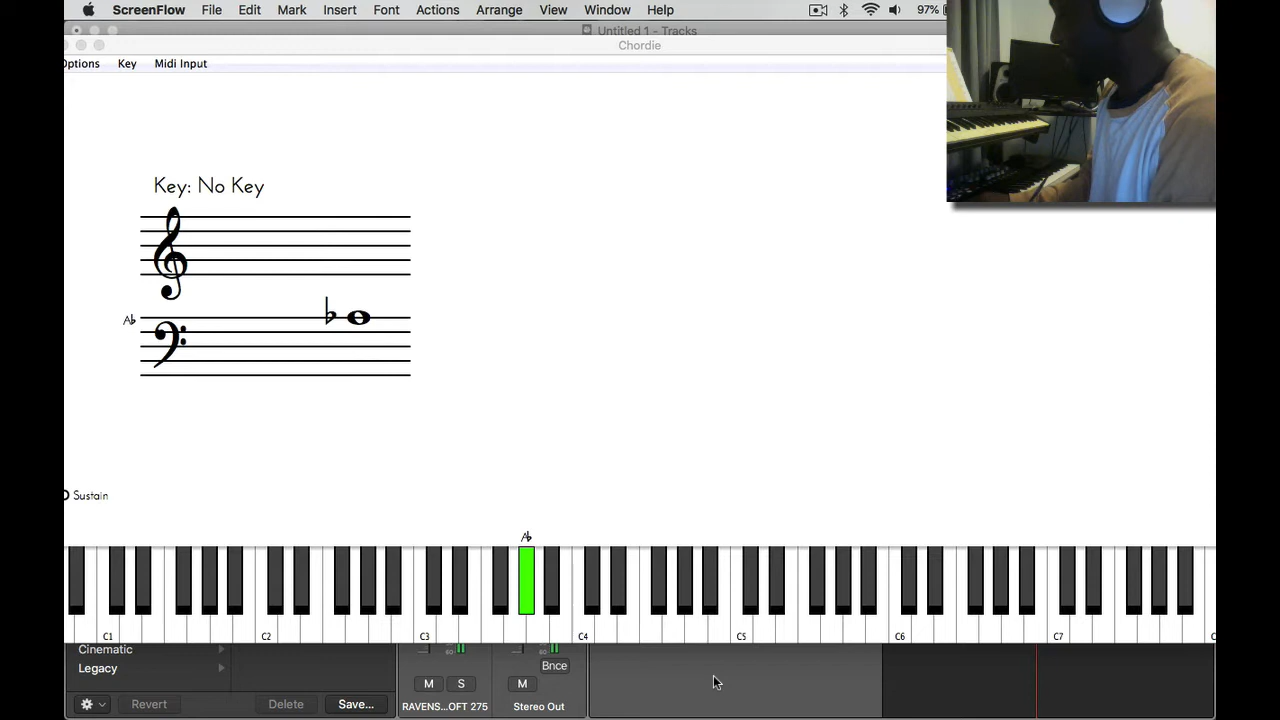 ScreenFlow File Edit Mark Insert Font Actions Arrange View Window Help 97%
Untitled 1 - Tracks
Chordie
Options Key Midi Input
Key: No Key
A♭
Sustain
A♭
C1 C2 C3 C4 C5 C6 C7
Cinematic
Legacy
Bnce
M S M
Revert Delete Save... RAVENS...OFT 275 Stereo Out